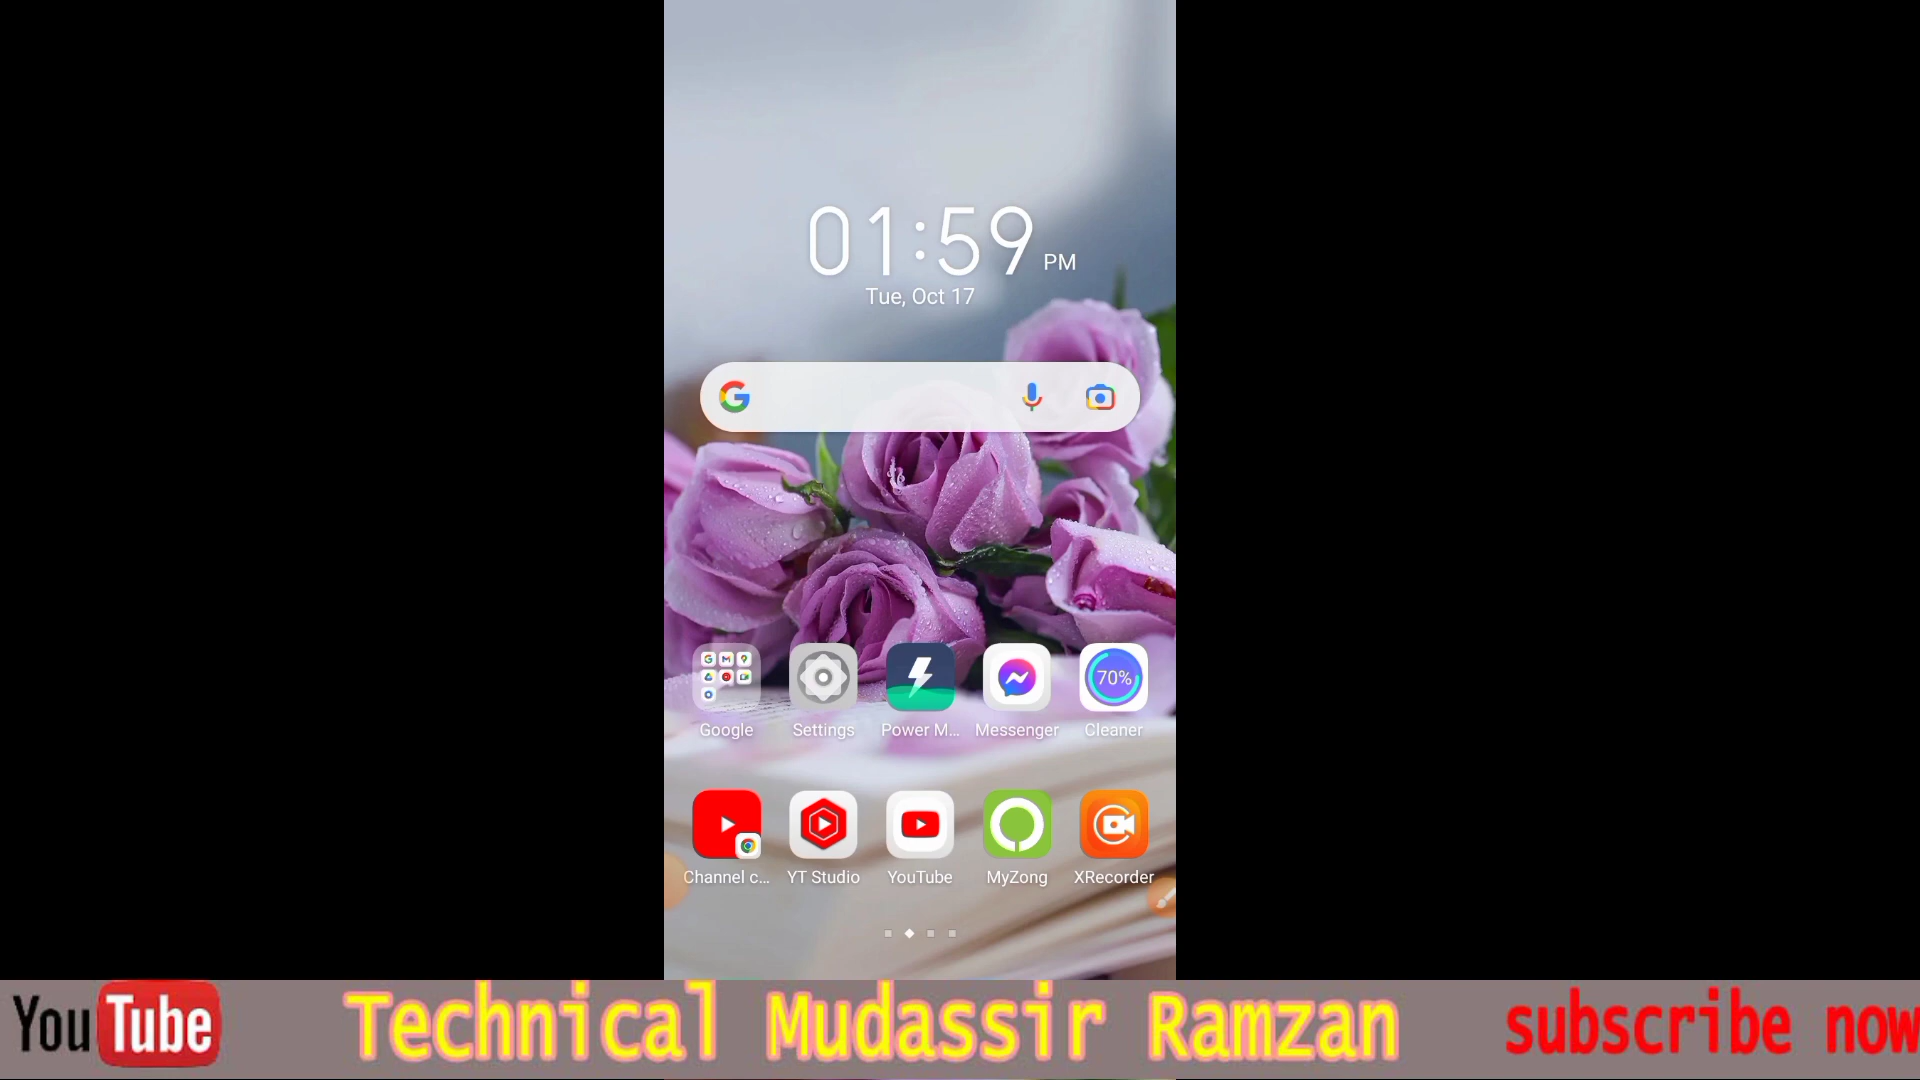 01:59 PM
Tue, Oct 17
70%
Google Settings Power M... Messenger Cleaner
Channel c... YT Studio YouTube MyZong XRecorder
YouTube Technical Mudassir Ramzan subscribe now